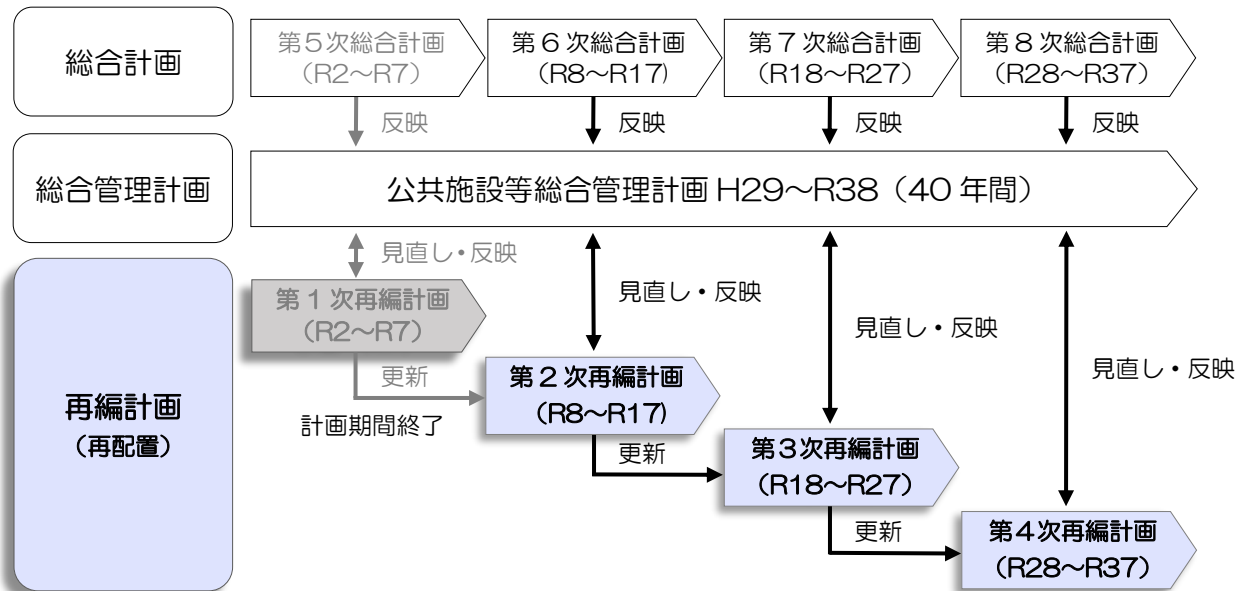 総合計画
第5次総合計画
(R2～R7)
第6次総合計画
(R8～R17)
第7次総合計画
(R18～R27)
第8次総合計画
(R28～R37)
反映
反映
反映
反映
総合管理計画
公共施設等総合管理計画 H29～R38（40年間）
見直し・反映
見直し・反映
見直し・反映
見直し・反映
再編計画
（再配置）
第1次再編計画
（R2～R7）
更新
計画期間終了
第2次再編計画
(R8～R17)
更新
第3次再編計画
(R18～R27)
更新
第4次再編計画
(R28～R37)